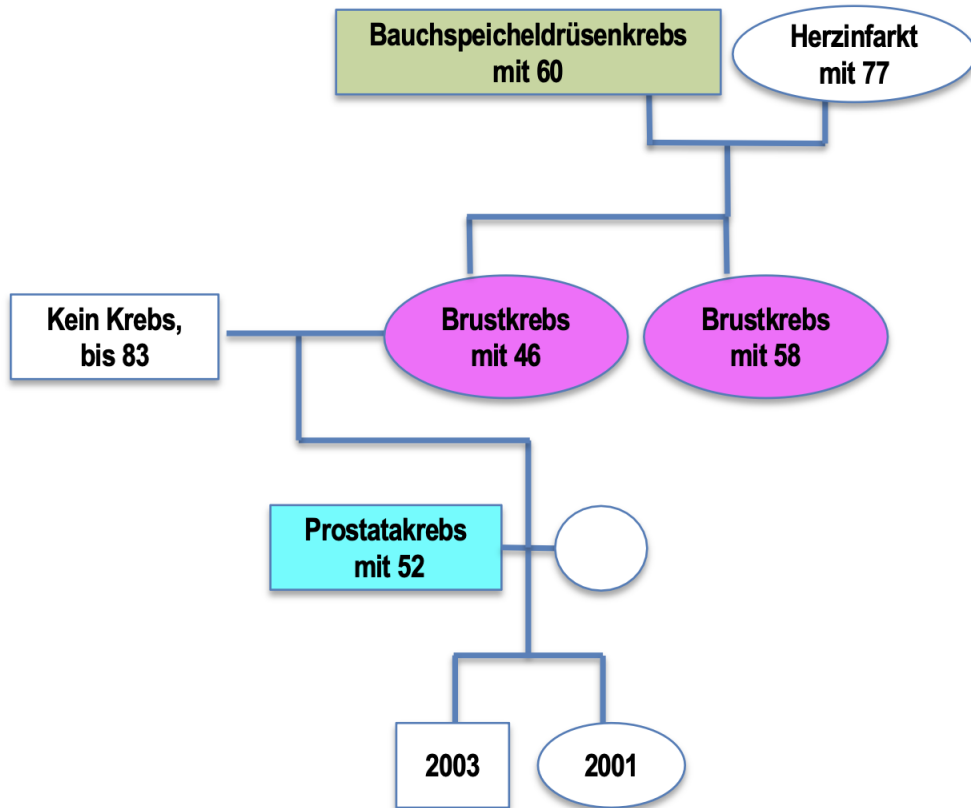 Bauchspeicheldrüsenkrebs
mit 60
Herzinfarkt
mit 77
Kein Krebs,
bis 83
Brustkrebs
mit 46
Brustkrebs
mit 58
Prostatakrebs
mit 52
2003
2001